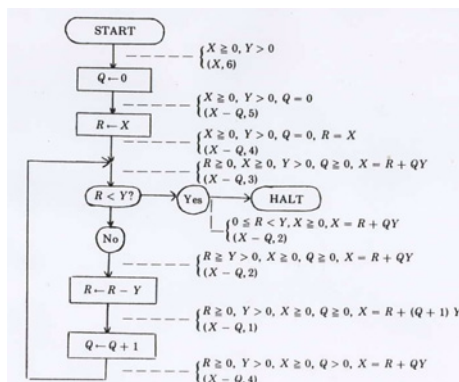 START
X ≧ 0, Y > 0
(X, 6)
Q ← 0
X ≧ 0, Y > 0, Q = 0
(X − Q, 5)
R ← X
X ≧ 0, Y > 0, Q = 0, R = X
(X − Q, 4)
R ≧ 0, X ≧ 0, Y > 0, Q ≧ 0, X = R + QY
(X − Q, 3)
R < Y?
Yes
HALT
0 ≦ R < Y, X ≧ 0, X = R + QY
(X − Q, 2)
No
R ≧ Y > 0, X ≧ 0, Q ≧ 0, X = R + QY
(X − Q, 2)
R ← R − Y
R ≧ 0, Y > 0, X ≧ 0, Q ≧ 0, X = R + (Q + 1) Y
(X − Q, 1)
Q ← Q + 1
R ≧ 0, Y > 0, X ≧ 0, Q > 0, X = R + QY
(X − Q, 4)